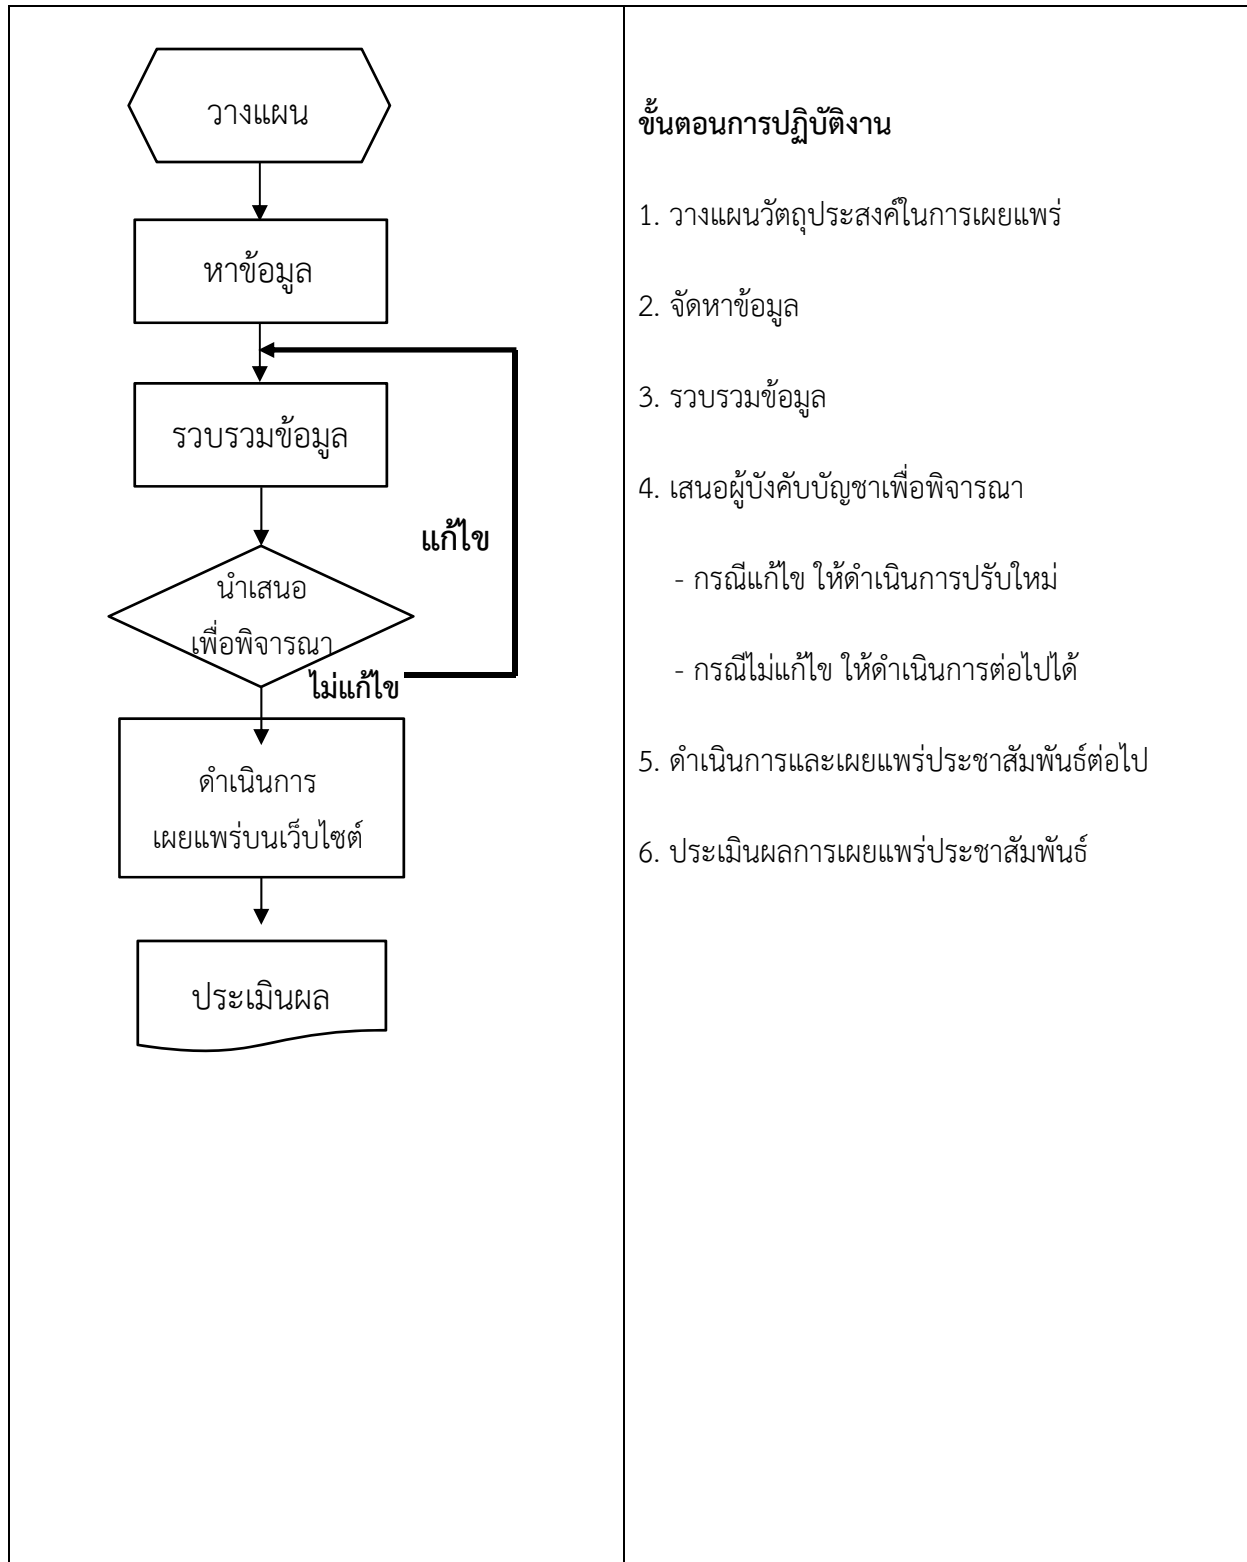 วางแผน
หาข้อมูล
รวบรวมข้อมูล
แก้ไข
นำเสนอ
เพื่อพิจารณา
ไม่แก้ไข
ดำเนินการ
เผยแพร่บนเว็บไซต์
ประเมินผล
ขั้นตอนการปฏิบัติงาน
1. วางแผนวัตถุประสงค์ในการเผยแพร่
2. จัดหาข้อมูล
3. รวบรวมข้อมูล
4. เสนอผู้บังคับบัญชาเพื่อพิจารณา
- กรณีแก้ไข ให้ดำเนินการปรับใหม่
- กรณีไม่แก้ไข ให้ดำเนินการต่อไปได้
5. ดำเนินการและเผยแพร่ประชาสัมพันธ์ต่อไป
6. ประเมินผลการเผยแพร่ประชาสัมพันธ์